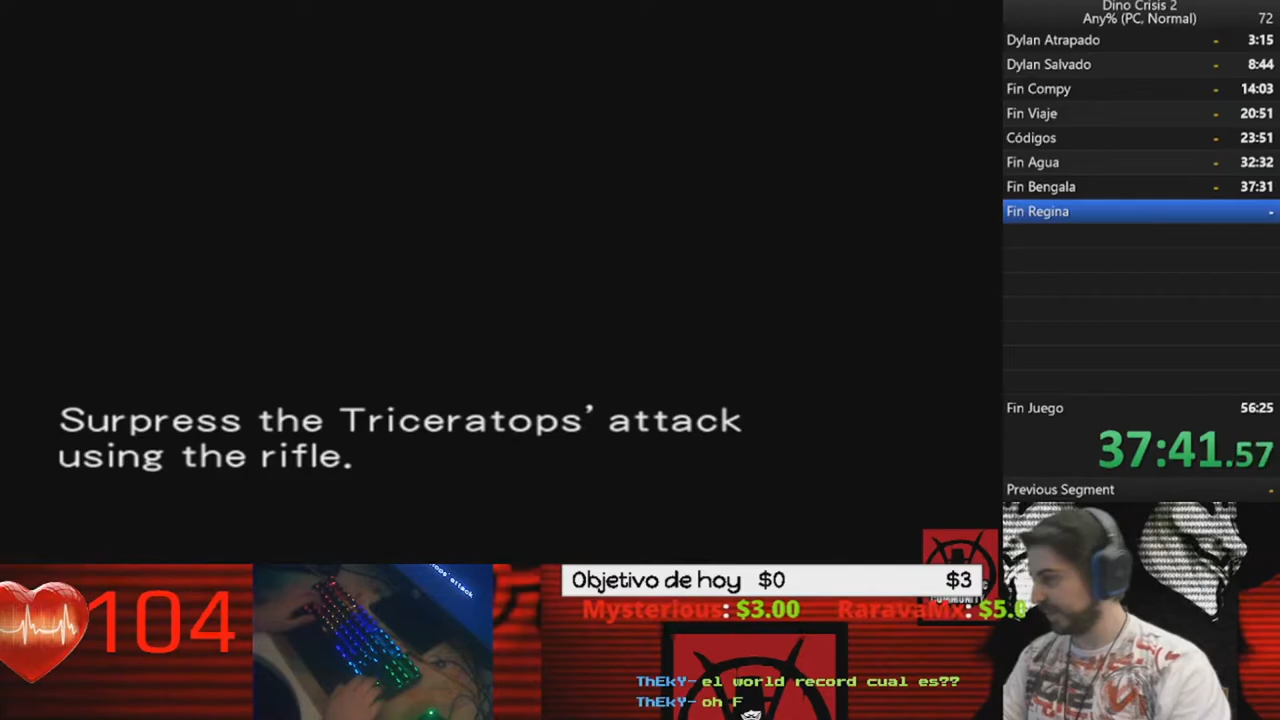 Dino Crisis 2
Any% (PC, Normal) 72
Dylan Atrapado - 3:15
Dylan Salvado - 8:44
Fin Compy - 14:03
Fin Viaje - 20:51
Códigos - 23:51
Fin Agua - 32:32
Fin Bengala - 37:31
Fin Regina -
Fin Juego 56:25
37:41.57
Previous Segment -
Surpress the Triceratops' attack
using the rifle.
104
Objetivo de hoy $0 $3
Mysterious: $3.00 RaravaMx: $5.0
ThEkY- el world record cual es??
ThEkY- oh F